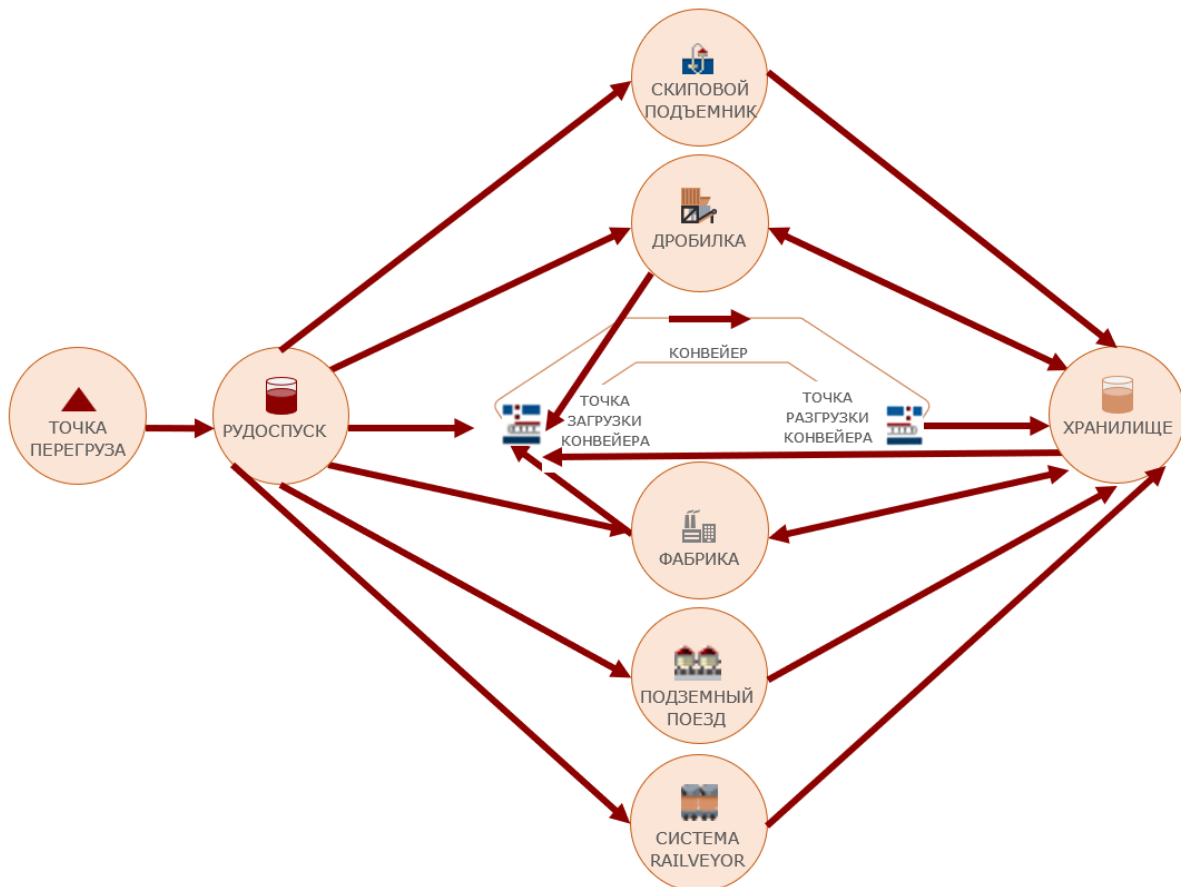 СКИПОВОЙ
ПОДЪЕМНИК
ДРОБИЛКА
КОНВЕЙЕР
ТОЧКА
ПЕРЕГРУЗА
РУДОСПУСК
ТОЧКА
ЗАГРУЗКИ
КОНВЕЙЕРА
ТОЧКА
РАЗГРУЗКИ
КОНВЕЙЕРА
ХРАНИЛИЩЕ
ФАБРИКА
ПОДЗЕМНЫЙ
ПОЕЗД
СИСТЕМА
RAILVEYOR